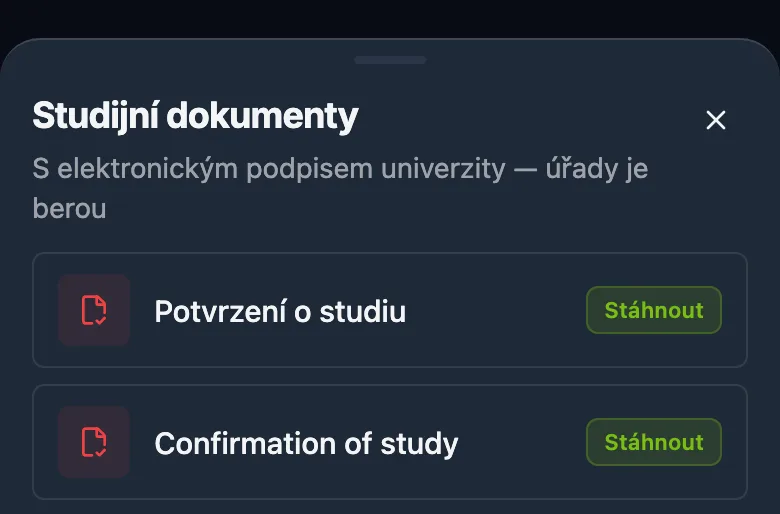 Studijní dokumenty
S elektronickým podpisem univerzity — úřady je
berou
Potvrzení o studiu
Stáhnout
Confirmation of study
Stáhnout